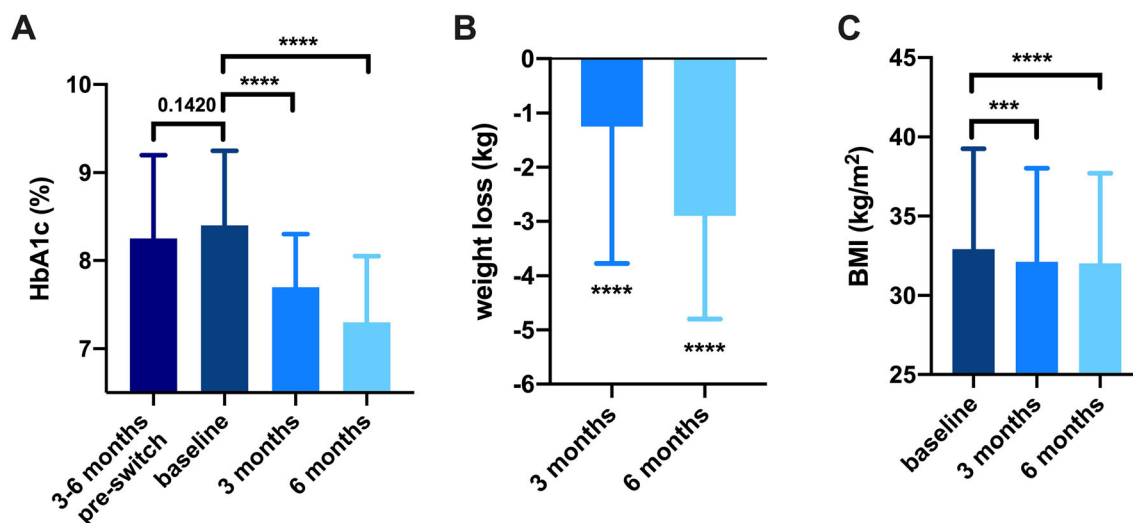 A
HbA1c (%)
10
9
8
7
0.1420
****
****
3-6 months
pre-switch
baseline
3 months
6 months
B
weight loss (kg)
0
-1
-2
-3
-4
-5
-6
****
****
3 months
6 months
C
BMI (kg/m²)
45
40
35
30
25
***
****
baseline
3 months
6 months